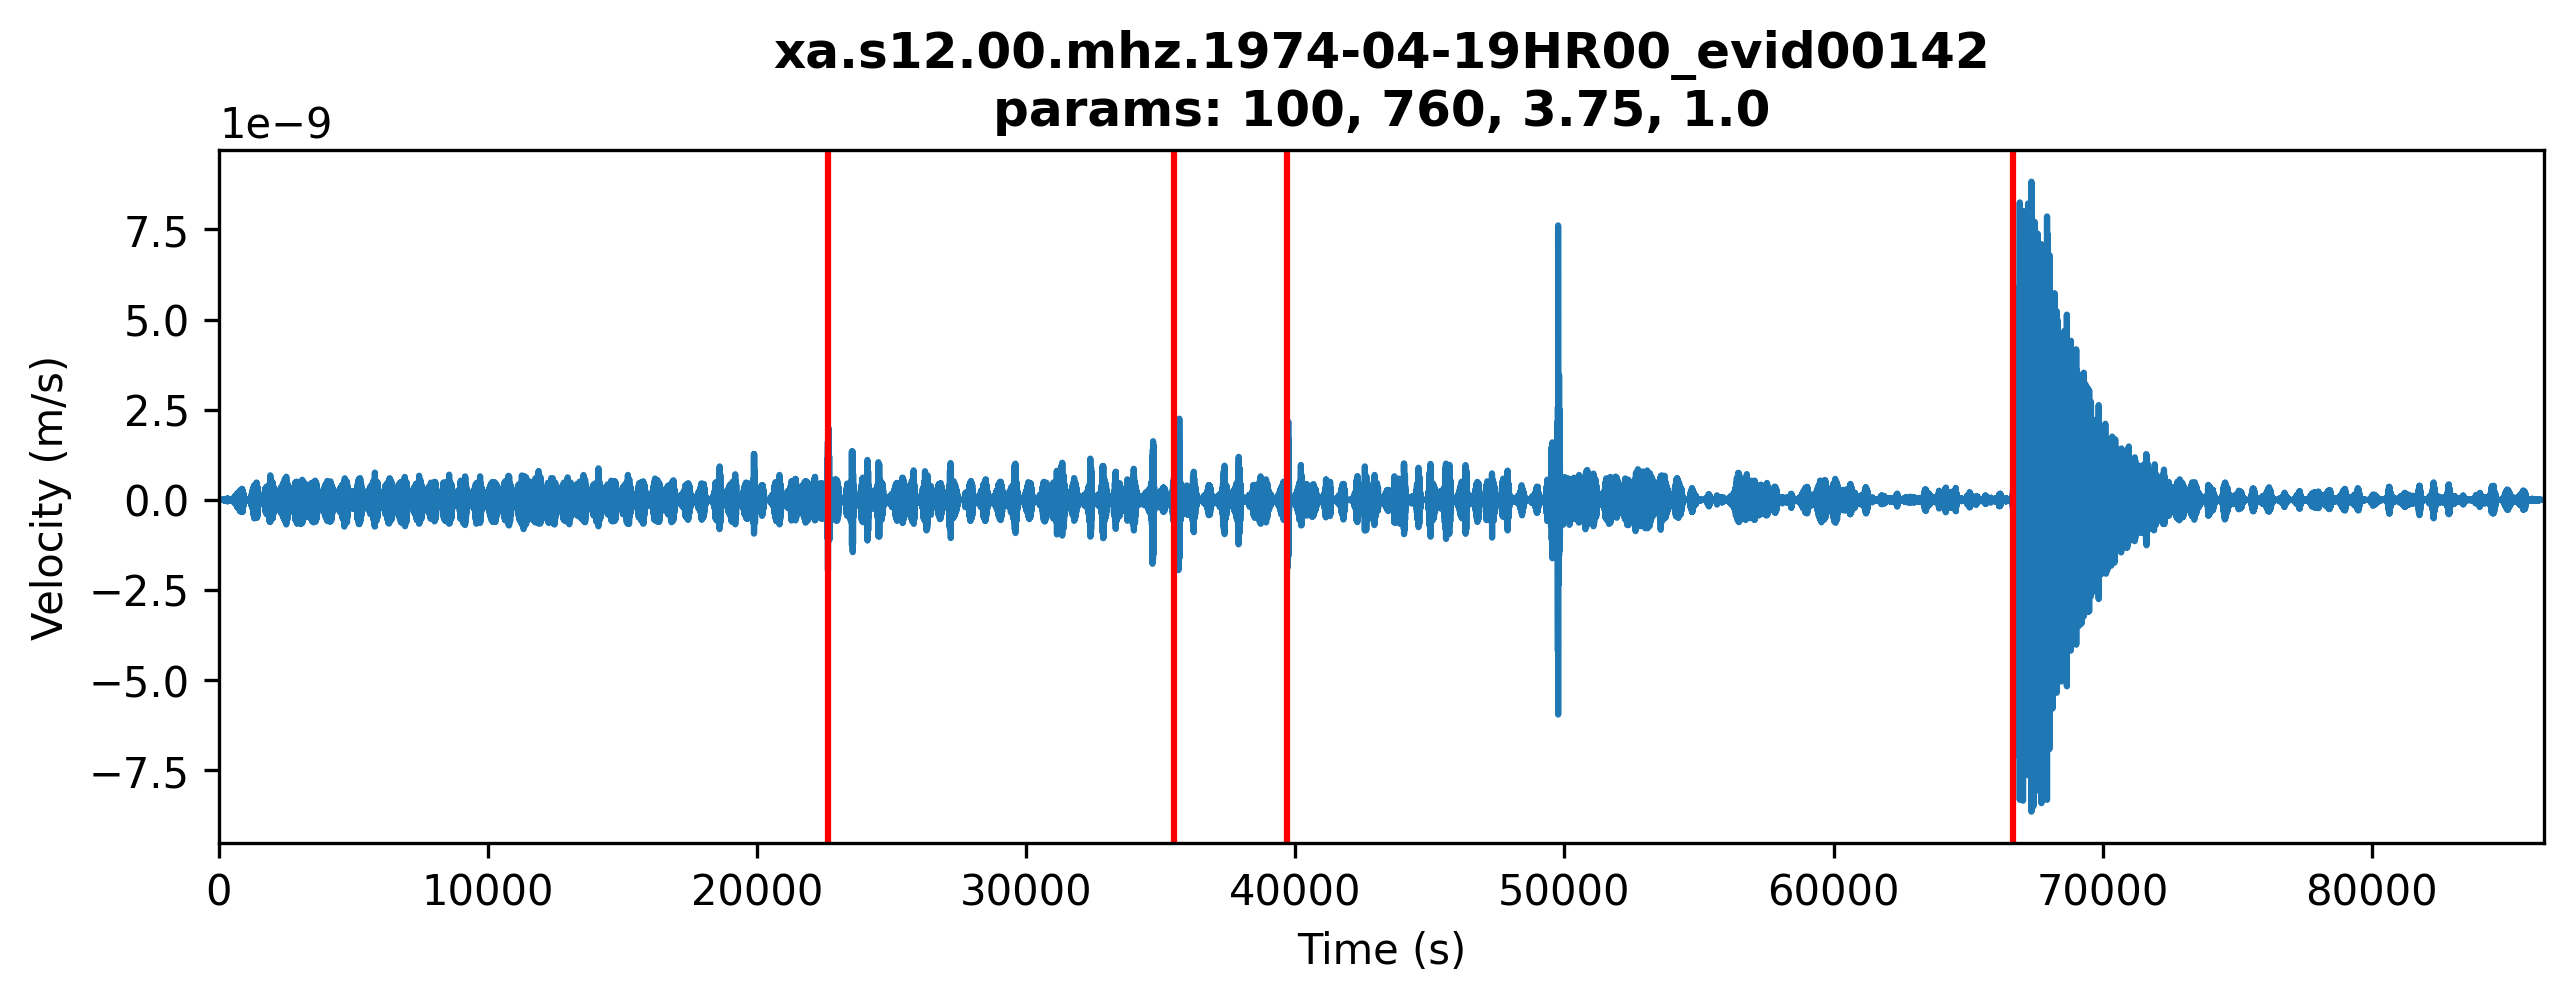 xa.s12.00.mhz.1974-04-19HR00_evid00142
params: 100, 760, 3.75, 1.0
1e−9
7.5
5.0
2.5
0.0
−2.5
−5.0
−7.5
Velocity (m/s)
0 10000 20000 30000 40000 50000 60000 70000 80000
Time (s)